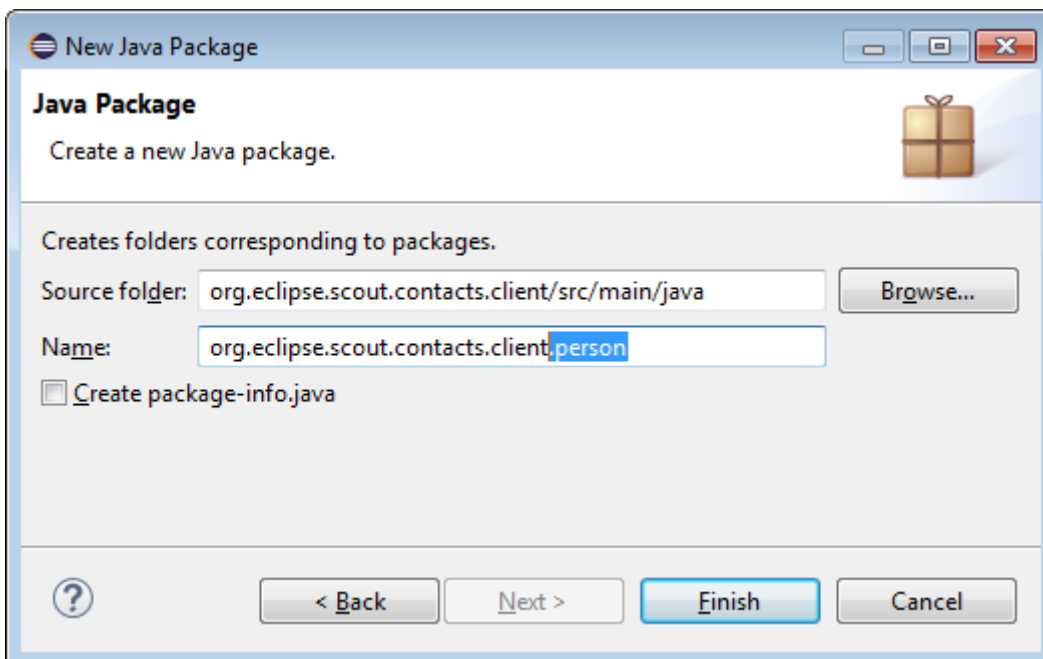 New Java Package
Java Package
Create a new Java package.
Creates folders corresponding to packages.
Source folder: org.eclipse.scout.contacts.client/src/main/java Browse...
Name: org.eclipse.scout.contacts.client.person
Create package-info.java
? < Back Next > Finish Cancel